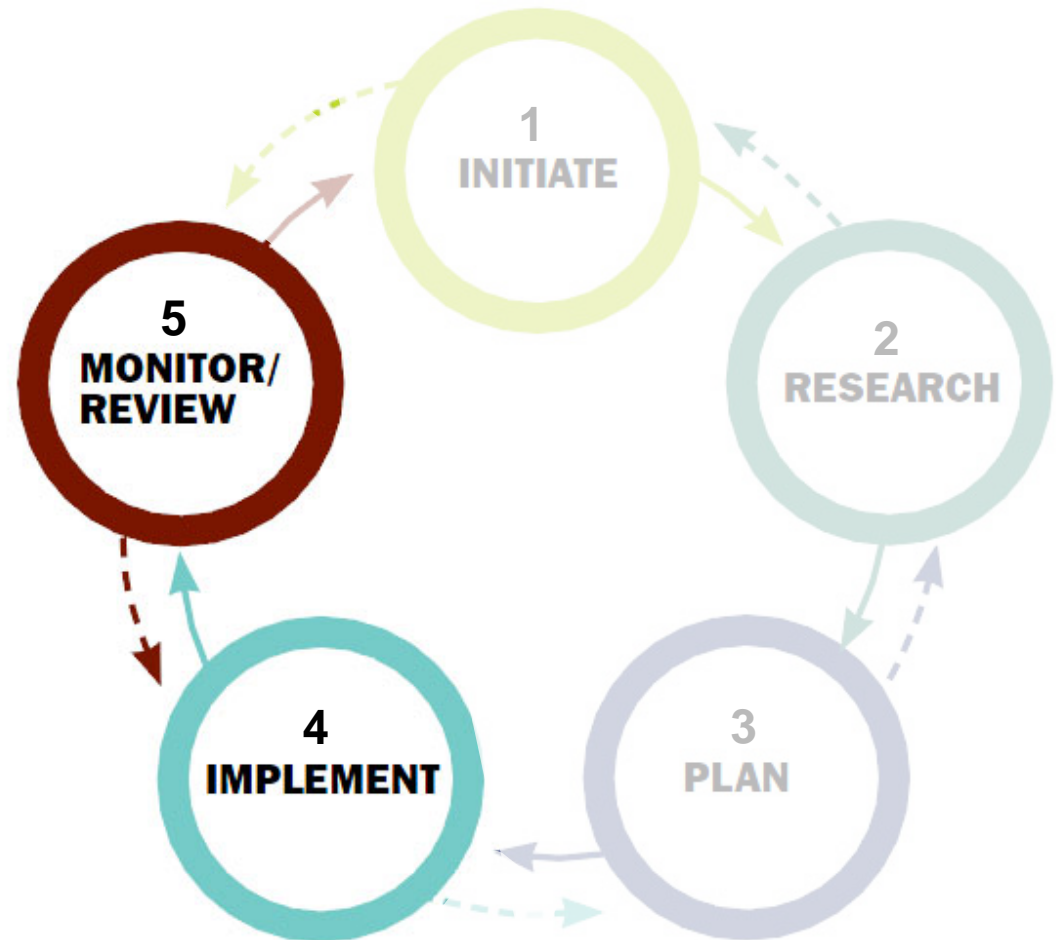 1
INITIATE
2
RESEARCH
3
PLAN
4
IMPLEMENT
5
MONITOR/
REVIEW